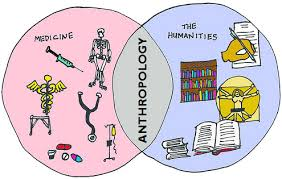 MEDICINE
ANTHROPOLOGY
THE
HUMANITIES